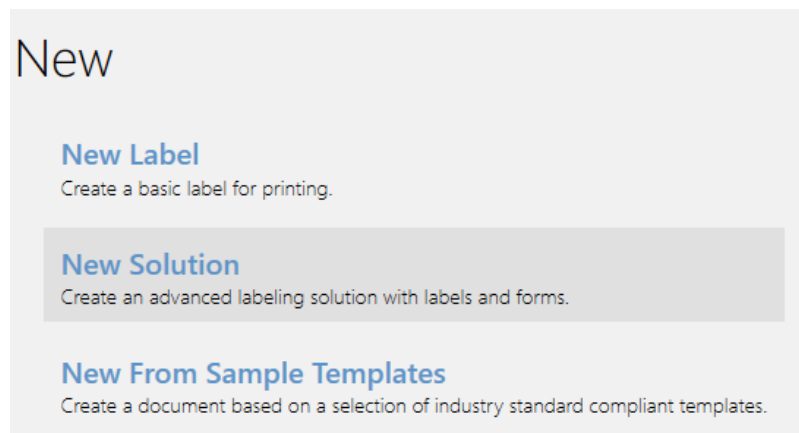 New
New Label
Create a basic label for printing.
New Solution
Create an advanced labeling solution with labels and forms.
New From Sample Templates
Create a document based on a selection of industry standard compliant templates.